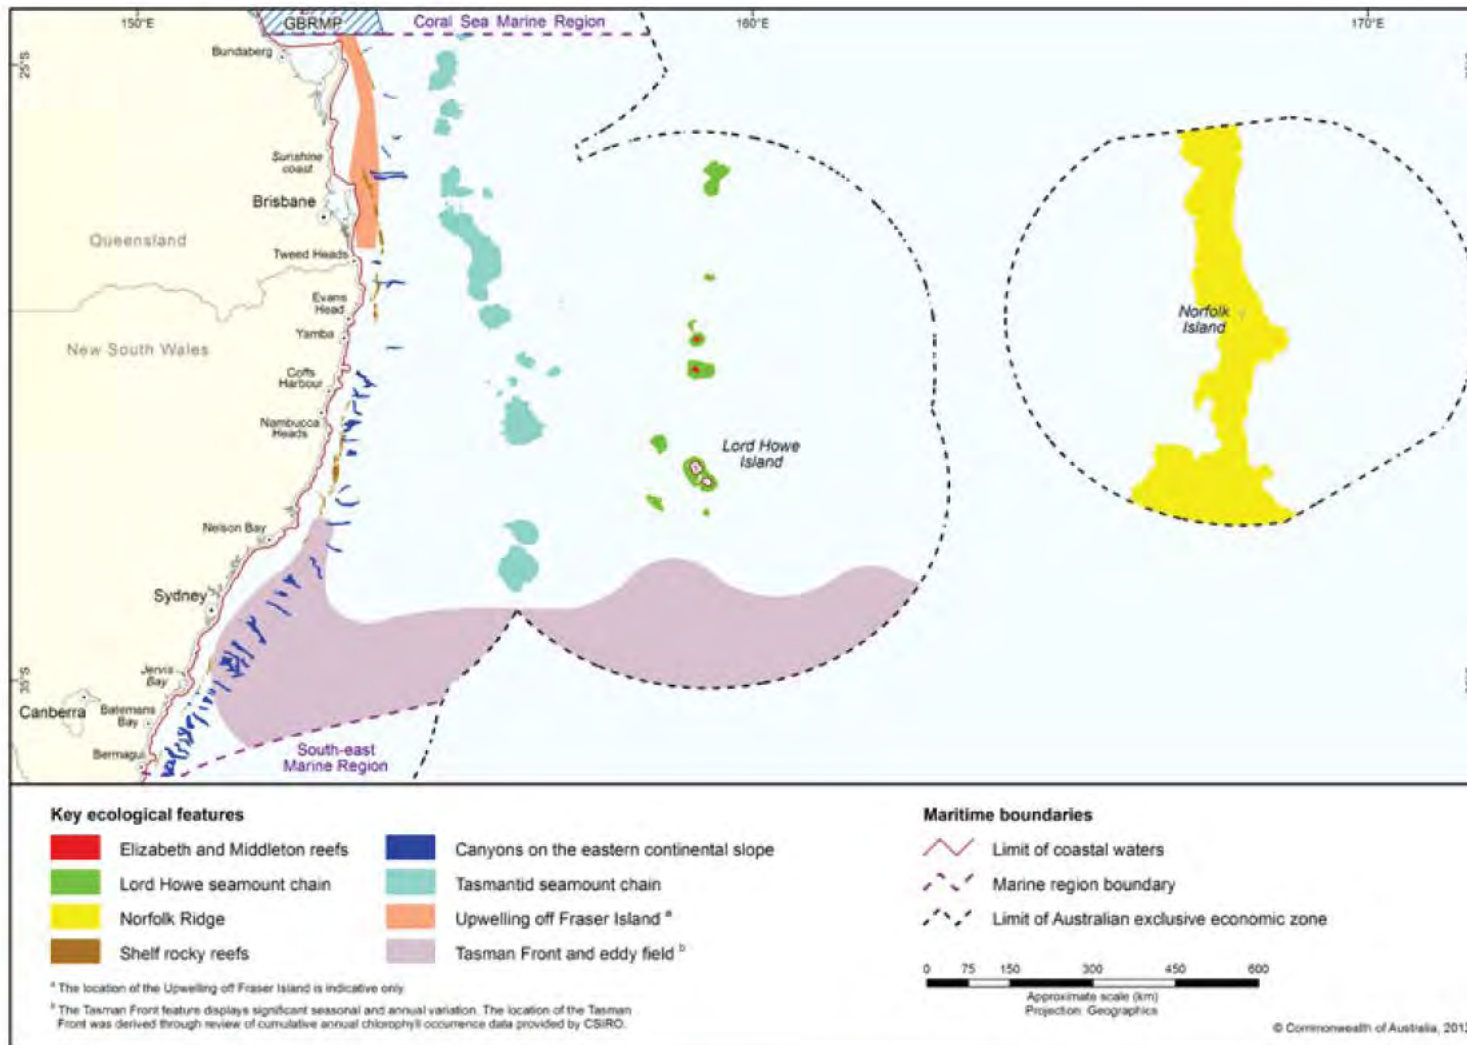 150°E
160°E
170°E
GBRMP
Coral Sea Marine Region
25°S
Bundaberg
Sunshine
coast
Brisbane
Queensland
Tweed Heads
Evans
Head
Yamba
New South Wales
Coffs
Harbour
Nambucca
Heads
Norfolk
Island
Lord Howe
Island
Nelson Bay
Sydney
Jervis
Bay
35°S
Canberra
Batemans
Bay
Bermagui
South-east
Marine Region
Key ecological features
Elizabeth and Middleton reefs
Lord Howe seamount chain
Norfolk Ridge
Shelf rocky reefs
Canyons on the eastern continental slope
Tasmantid seamount chain
Upwelling off Fraser Island a
Tasman Front and eddy field b
a The location of the Upwelling off Fraser Island is indicative only
b The Tasman Front feature displays significant seasonal and annual variation. The location of the Tasman
Front was derived through review of cumulative annual chlorophyll occurrence data provided by CSIRO.
Maritime boundaries
Limit of coastal waters
Marine region boundary
Limit of Australian exclusive economic zone
0 75 150 300 450 600
Approximate scale (km)
Projection: Geographics
© Commonwealth of Australia,